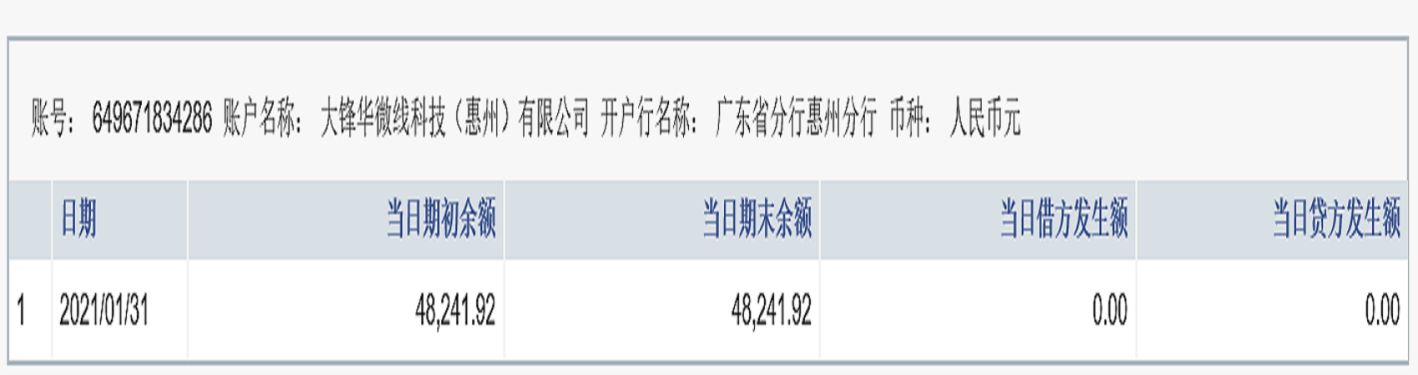 账号： 649671834286 账户名称： 大锋华微线科技（惠州）有限公司 开户行名称： 广东省分行惠州分行 币种： 人民币元
日期 当日期初余额 当日期末余额 当日借方发生额 当日贷方发生额
1 2021/01/31 48,241.92 48,241.92 0.00 0.00